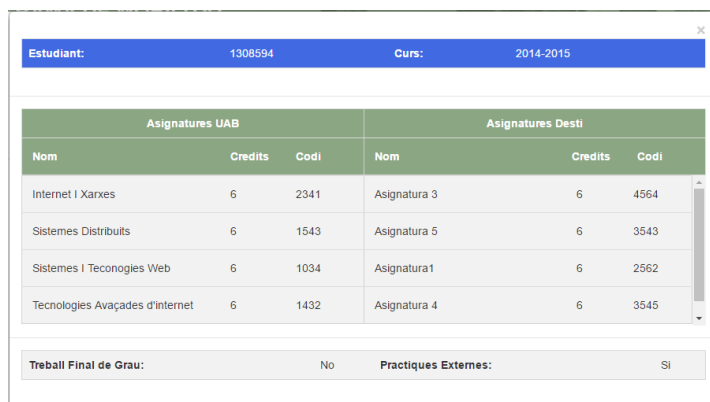 ×
Estudiant: 1308594 Curs: 2014-2015
Asignatures UAB Asignatures Desti
Nom Credits Codi Nom Credits Codi
Internet I Xarxes 6 2341 Asignatura 3 6 4564
Sistemes Distribuits 6 1543 Asignatura 5 6 3543
Sistemes I Teconogies Web 6 1034 Asignatura1 6 2562
Tecnologies Avaçades d'internet 6 1432 Asignatura 4 6 3545
Treball Final de Grau: No Practiques Externes: Si